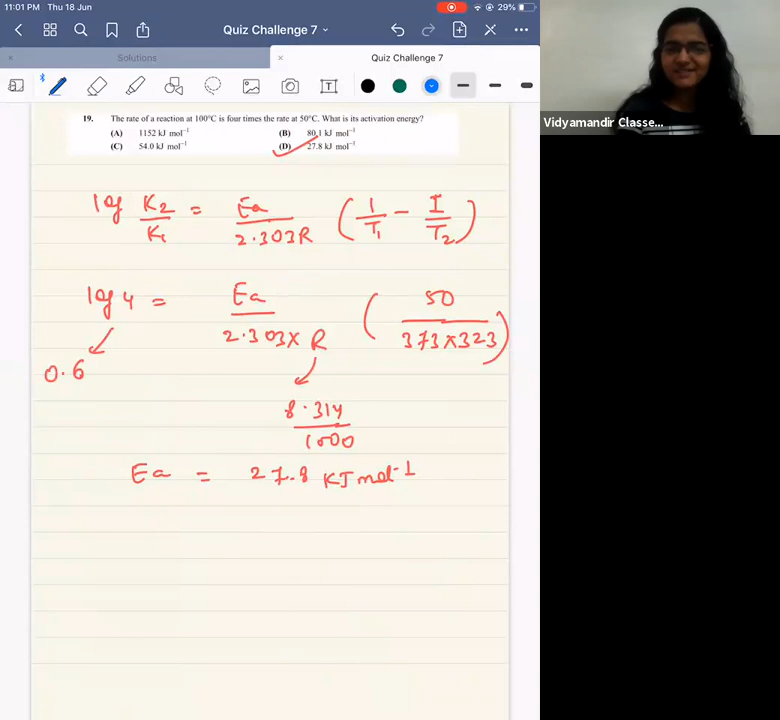 11:01 PM Thu 18 Jun
29%
Quiz Challenge 7
Solutions
Quiz Challenge 7
T
Vidyamandir Classe...
19. The rate of a reaction at 100°C is four times the rate at 50°C. What is its activation energy?
(A) 1152 kJ mol⁻¹ (B) 80.1 kJ mol⁻¹
(C) 54.0 kJ mol⁻¹ (D) 27.8 kJ mol⁻¹
log K₂/K₁ = Ea/2.303R (1/T₁ - 1/T₂)
log 4 = Ea/2.303×R (50/373×323)
0.6
8.314/1000
Ea = 27.8 KJ mol⁻¹